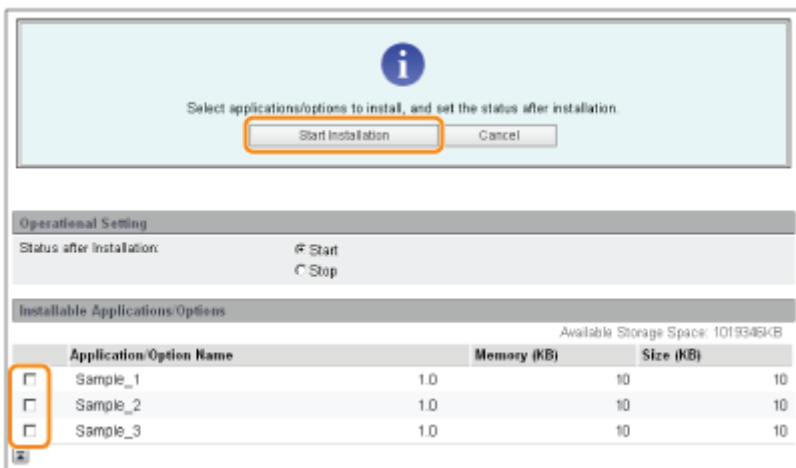 Select applications/options to install, and set the status after installation.
Start Installation Cancel
Operational Setting
Status after Installation: Start
Stop
Installable Applications/Options
Available Storage Space: 1019346KB
Application/Option Name Memory (KB) Size (KB)
Sample_1 1.0 10 10
Sample_2 1.0 10 10
Sample_3 1.0 10 10